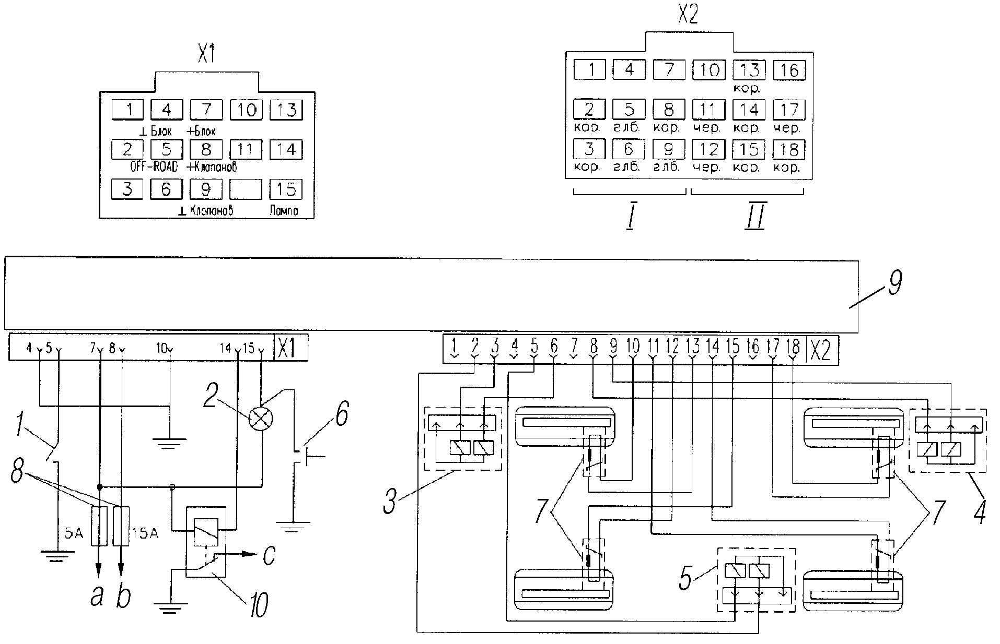 X2
X1
1 4 7 10 13 16
кор.
1 4 7 10 13
2 5 8 11 14 17
кор. глб. кор. чер. кор. чер.
⊥ Блок +Блок
2 5 8 11 14
3 6 9 12 15 18
OFF-ROAD +Клапанов
кор. глб. глб. чер. кор. кор.
3 6 9 15
⊥ Клапанов Лампа
I II
9
4 5 7 8 10 14 15 X1
1 2 3 4 5 6 7 8 9 10 11 12 13 14 15 16 17 18 X2
2
6
1
8
3
7
7
4
5A 15A
c
5
a b
10